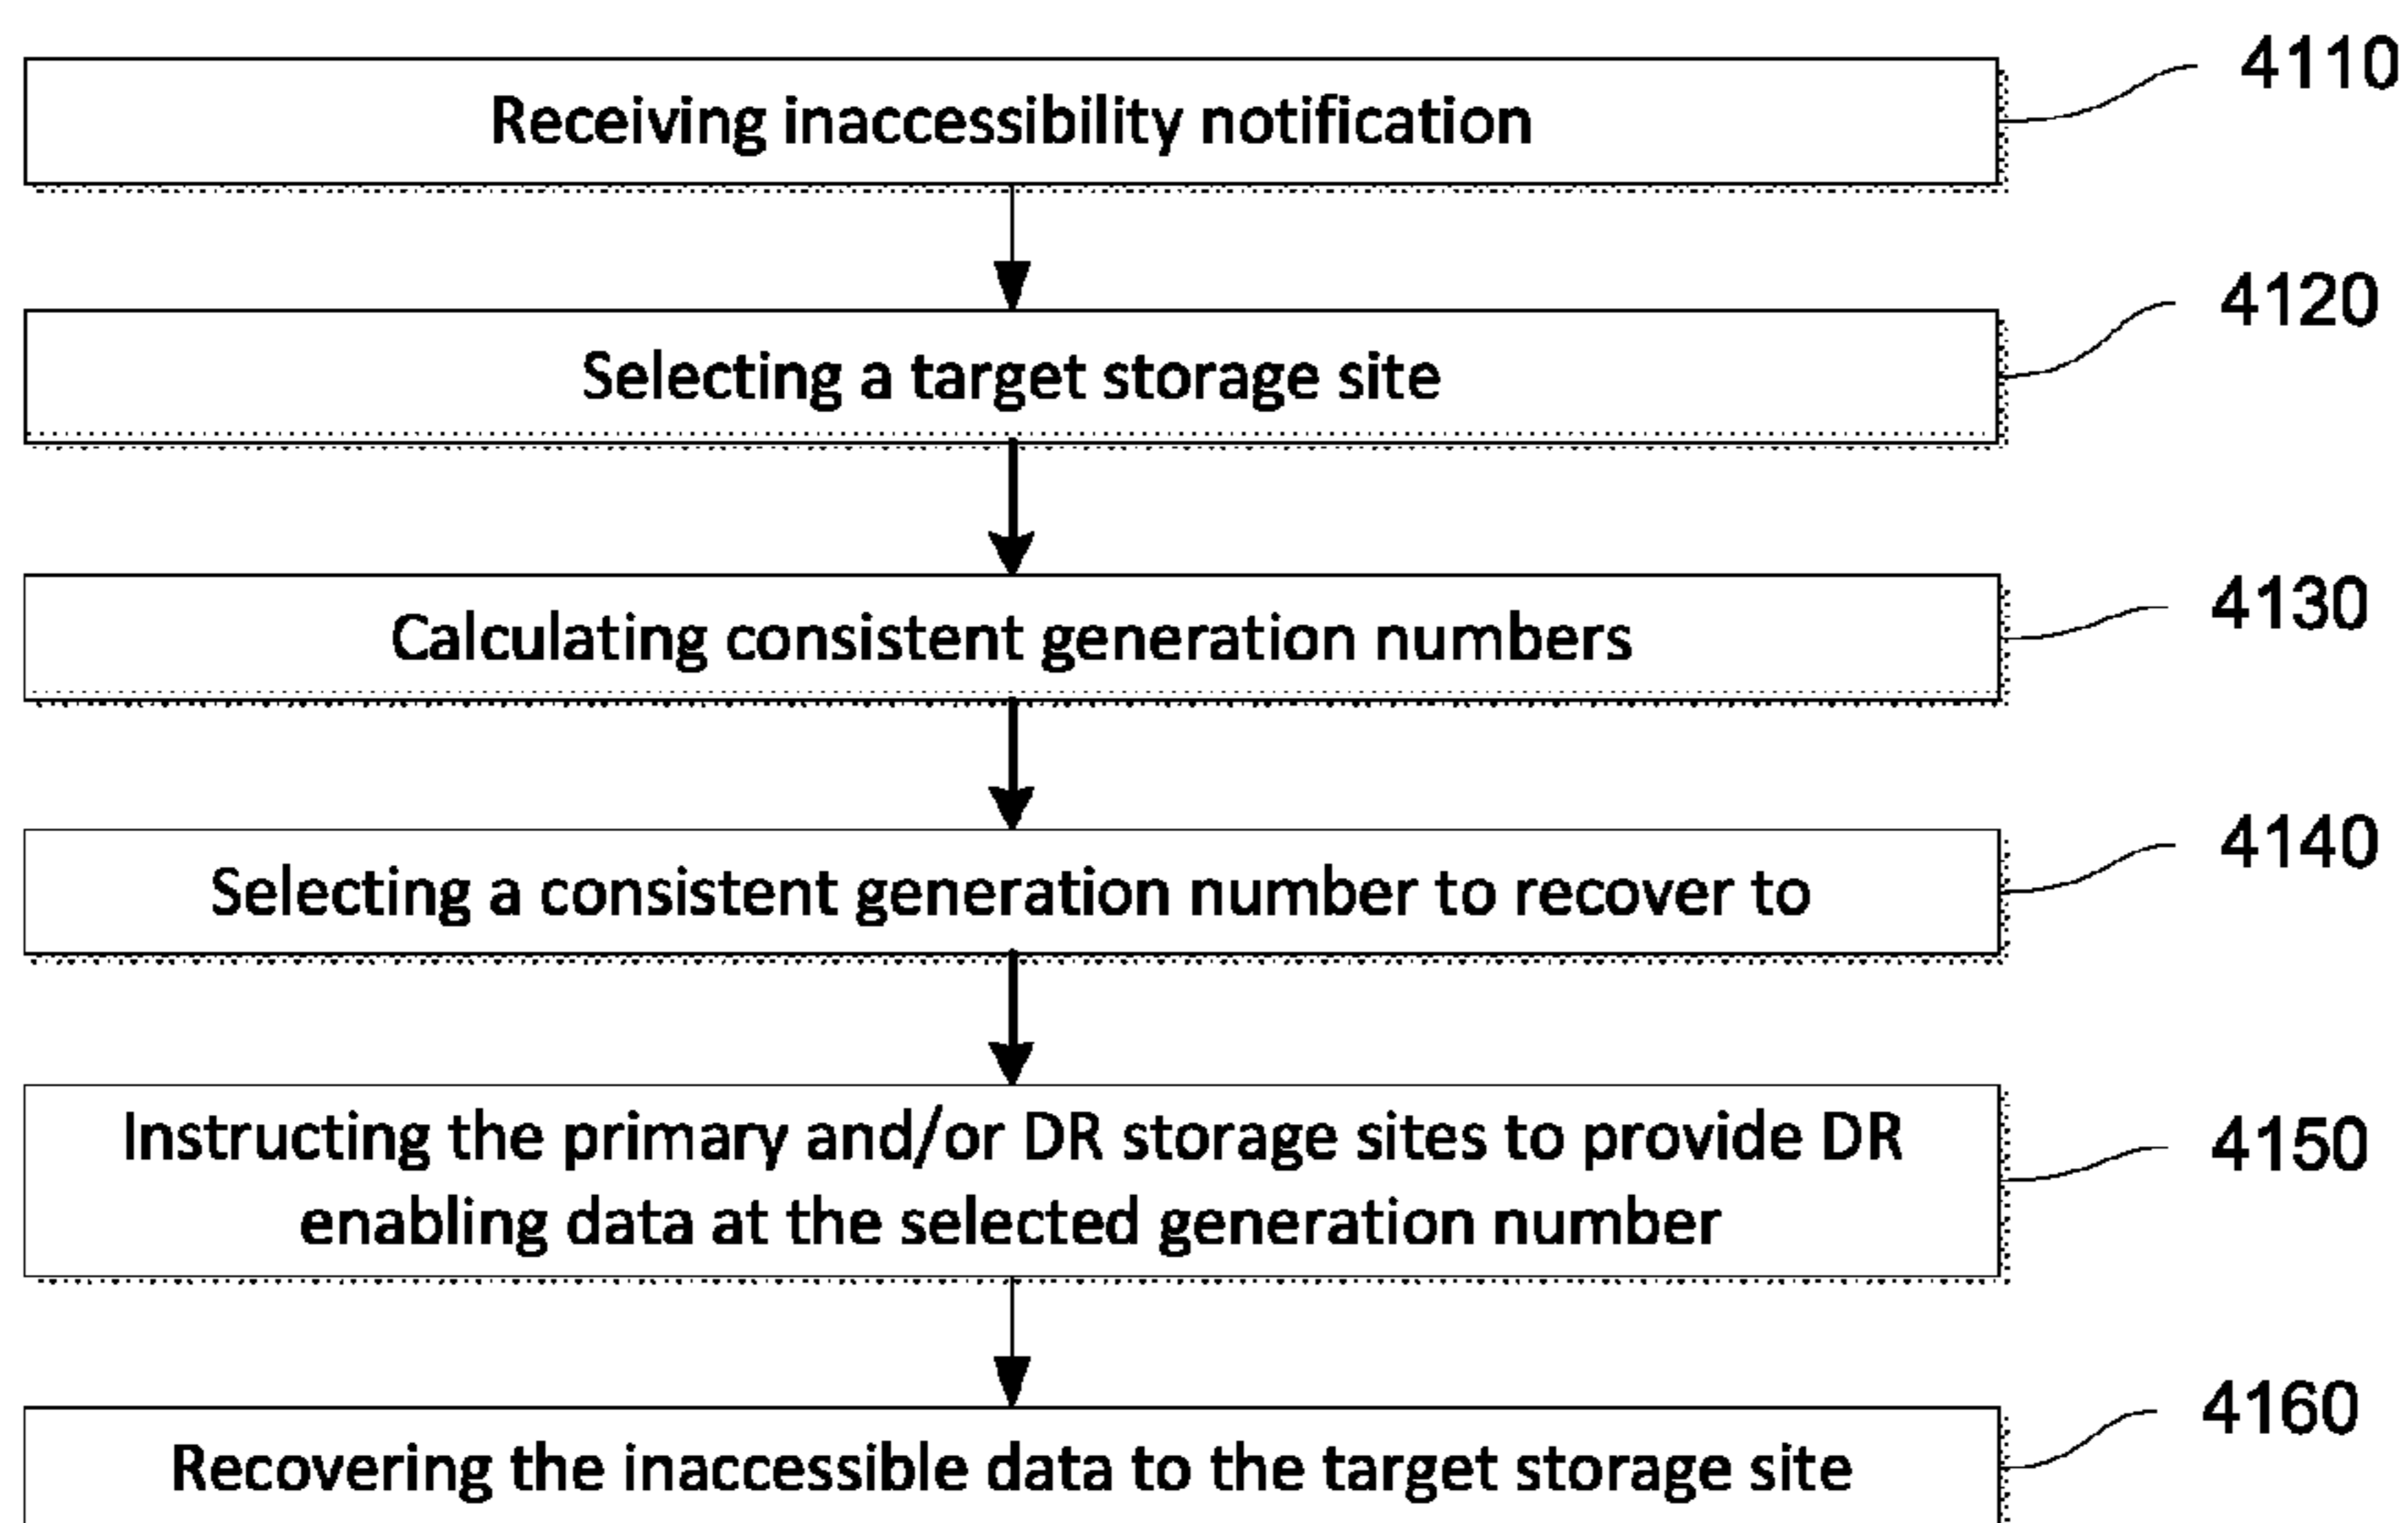 4110
Receiving inaccessibility notification
4120
Selecting a target storage site
4130
Calculating consistent generation numbers
4140
Selecting a consistent generation number to recover to
4150
Instructing the primary and/or DR storage sites to provide DR
enabling data at the selected generation number
4160
Recovering the inaccessible data to the target storage site